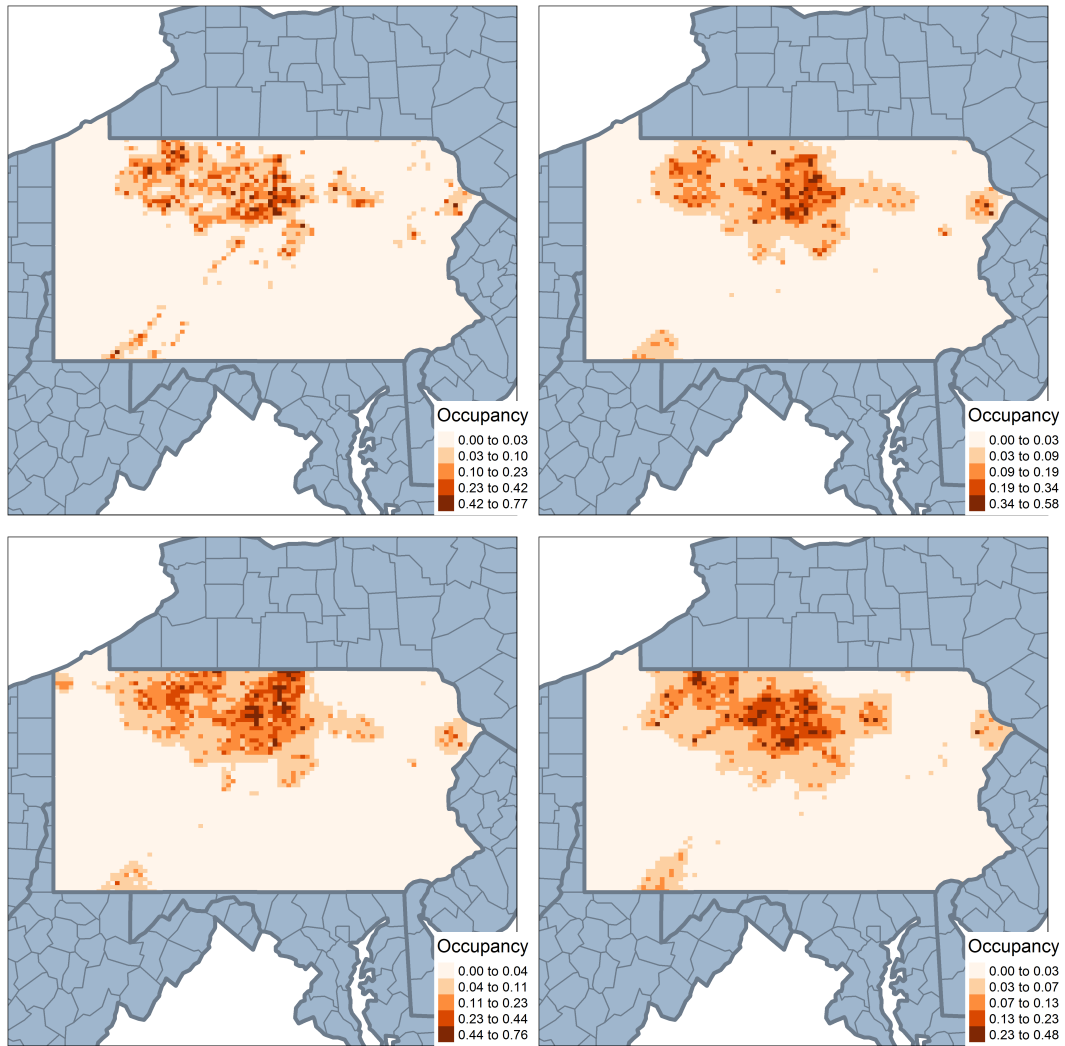 Occupancy
0.00 to 0.03
0.03 to 0.10
0.10 to 0.23
0.23 to 0.42
0.42 to 0.77
Occupancy
0.00 to 0.03
0.03 to 0.09
0.09 to 0.19
0.19 to 0.34
0.34 to 0.58
Occupancy
0.00 to 0.04
0.04 to 0.11
0.11 to 0.23
0.23 to 0.44
0.44 to 0.76
Occupancy
0.00 to 0.03
0.03 to 0.07
0.07 to 0.13
0.13 to 0.23
0.23 to 0.48